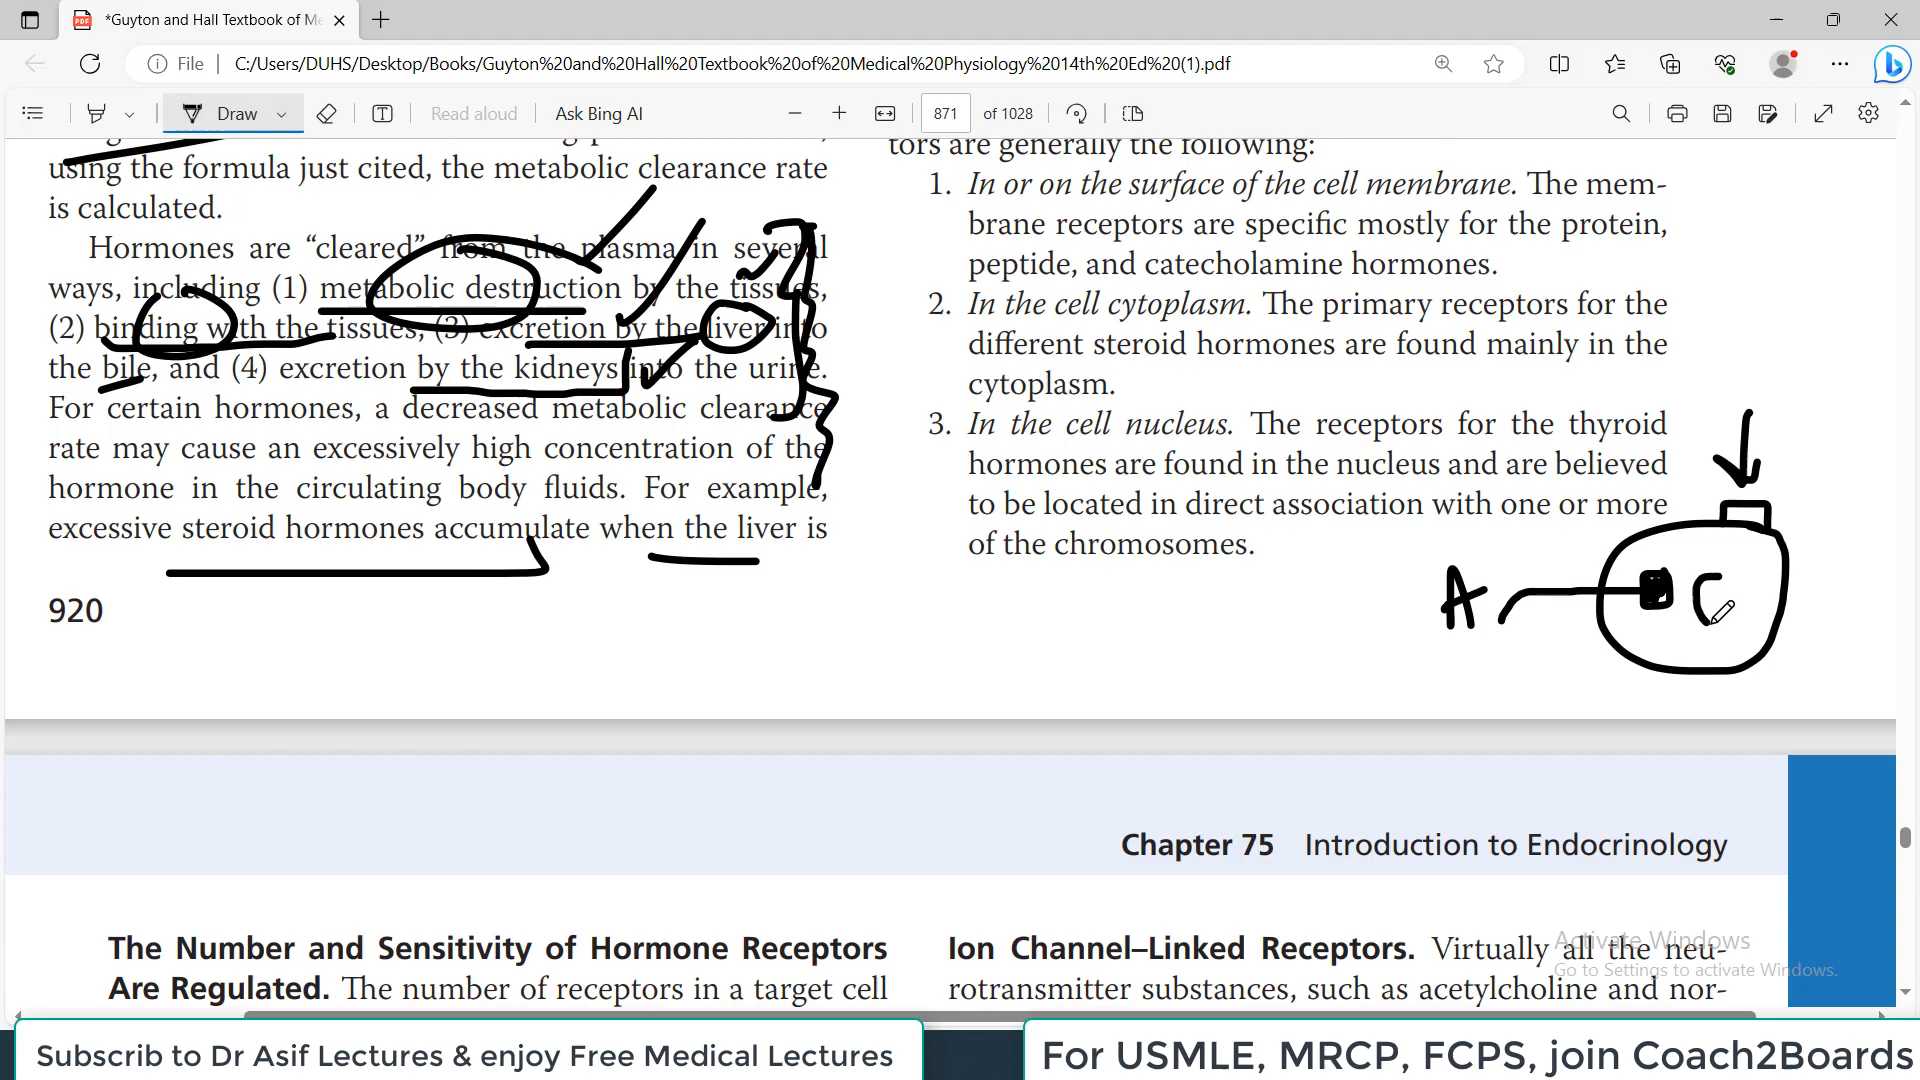 *Guyton and Hall Textbook of Me
File
C:/Users/DUHS/Desktop/Books/Guyton%20and%20Hall%20Textbook%20of%20Medical%20Physiology%2014th%20Ed%20(1).pdf
Draw
Read aloud
Ask Bing AI
871
of 1028
using the formula just cited, the metabolic clearance rate
is calculated.
Hormones are “cleared” from the plasma in several
ways, including (1) metabolic destruction by the tissues,
(2) binding with the tissues, (3) excretion by the liver into
the bile, and (4) excretion by the kidneys into the urine.
For certain hormones, a decreased metabolic clearance
rate may cause an excessively high concentration of the
hormone in the circulating body fluids. For example,
excessive steroid hormones accumulate when the liver is
920
tors are generally the following:
1. In or on the surface of the cell membrane. The mem-
brane receptors are specific mostly for the protein,
peptide, and catecholamine hormones.
2. In the cell cytoplasm. The primary receptors for the
different steroid hormones are found mainly in the
cytoplasm.
3. In the cell nucleus. The receptors for the thyroid
hormones are found in the nucleus and are believed
to be located in direct association with one or more
of the chromosomes.
A
Chapter 75 Introduction to Endocrinology
The Number and Sensitivity of Hormone Receptors
Are Regulated. The number of receptors in a target cell
Ion Channel–Linked Receptors. Virtually all the neu-
rotransmitter substances, such as acetylcholine and nor-
Activate Windows
Go to Settings to activate Windows.
Subscrib to Dr Asif Lectures & enjoy Free Medical Lectures
For USMLE, MRCP, FCPS, join Coach2Boards